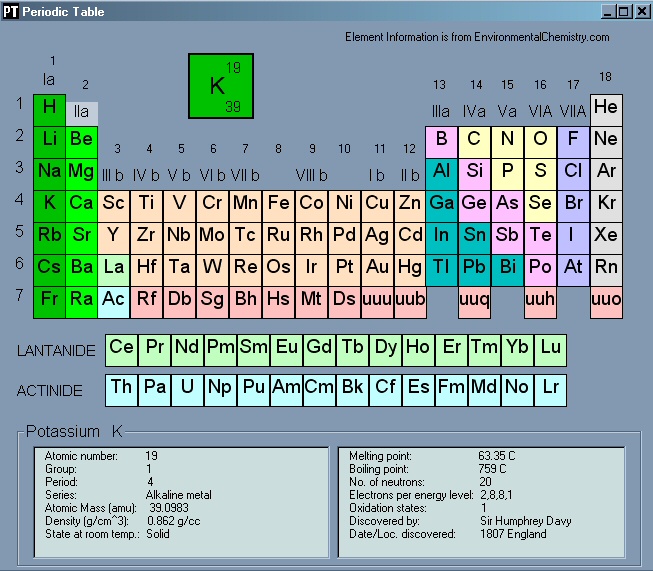 PT Periodic Table
Element Information is from EnvironmentalChemistry.com
1 18
Ia 2 13 14 15 16 17
19
K
39
1 H IIa IIIa IVa Va VIA VIIA He
2 Li Be B C N O F Ne
3 4 5 6 7 8 9 10 11 12
3 Na Mg III b IV b V b VI b VII b VIII b I b II b Al Si P S Cl Ar
4 K Ca Sc Ti V Cr Mn Fe Co Ni Cu Zn Ga Ge As Se Br Kr
5 Rb Sr Y Zr Nb Mo Tc Ru Rh Pd Ag Cd In Sn Sb Te I Xe
6 Cs Ba La Hf Ta W Re Os Ir Pt Au Hg Tl Pb Bi Po At Rn
7 Fr Ra Ac Rf Db Sg Bh Hs Mt Ds uuu uub uuq uuh uuo
LANTANIDE Ce Pr Nd Pm Sm Eu Gd Tb Dy Ho Er Tm Yb Lu
ACTINIDE Th Pa U Np Pu Am Cm Bk Cf Es Fm Md No Lr
Potassium K
Atomic number: 19
Group: 1
Period: 4
Series: Alkaline metal
Atomic Mass (amu): 39.0983
Density (g/cm^3): 0.862 g/cc
State at room temp.: Solid
Melting point: 63.35 C
Boiling point: 759 C
No. of neutrons: 20
Electrons per energy level: 2,8,8,1
Oxidation states: 1
Discovered by: Sir Humphrey Davy
Date/Loc. discovered: 1807 England